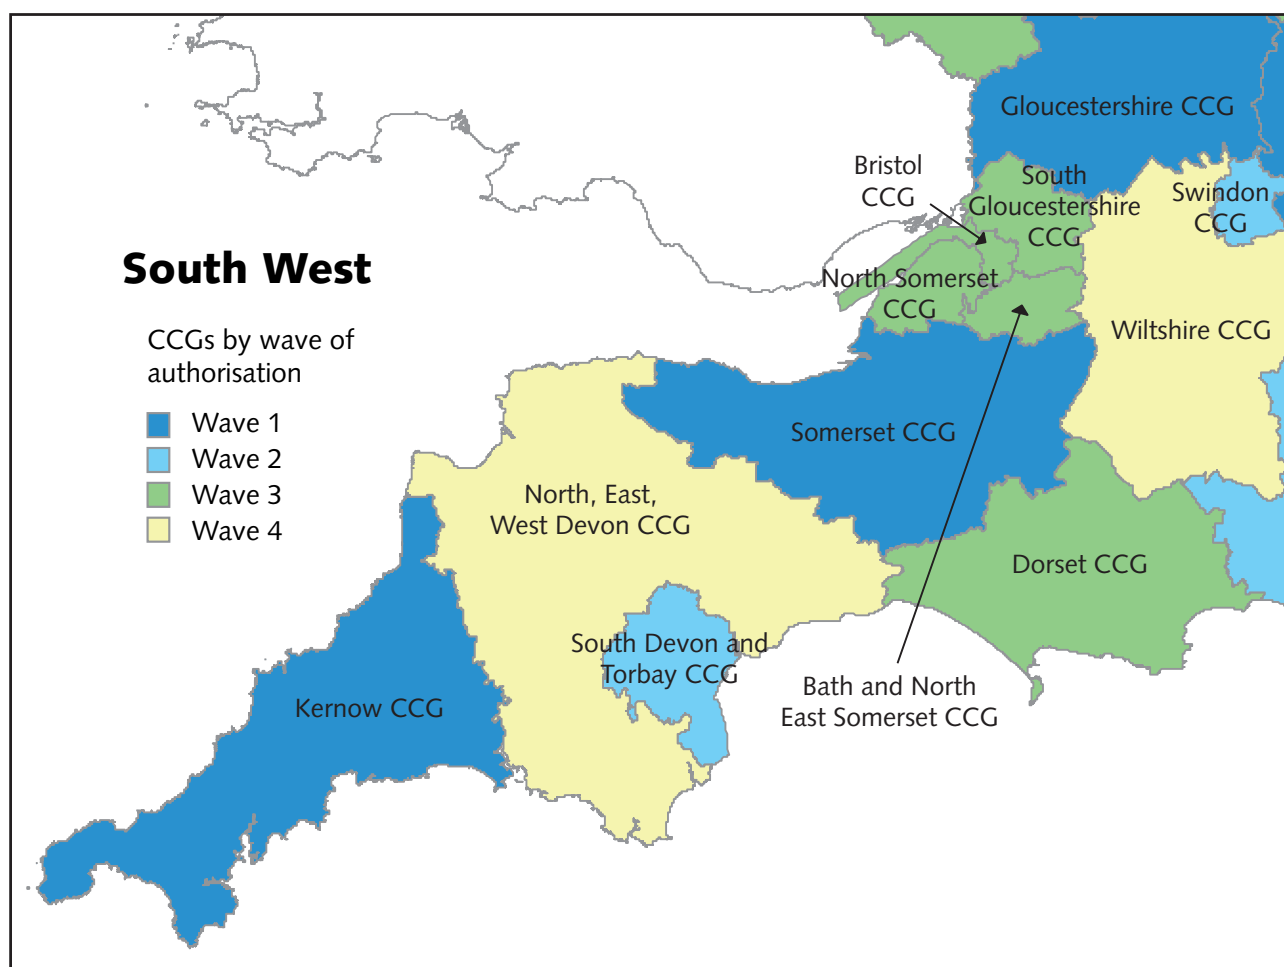 South West
CCGs by wave of
authorisation
Wave 1
Wave 2
Wave 3
Wave 4
Gloucestershire CCG
Bristol
CCG
South
Gloucestershire
CCG
Swindon
CCG
North Somerset
CCG
Wiltshire CCG
Somerset CCG
North, East,
West Devon CCG
Dorset CCG
South Devon and
Torbay CCG
Bath and North
East Somerset CCG
Kernow CCG